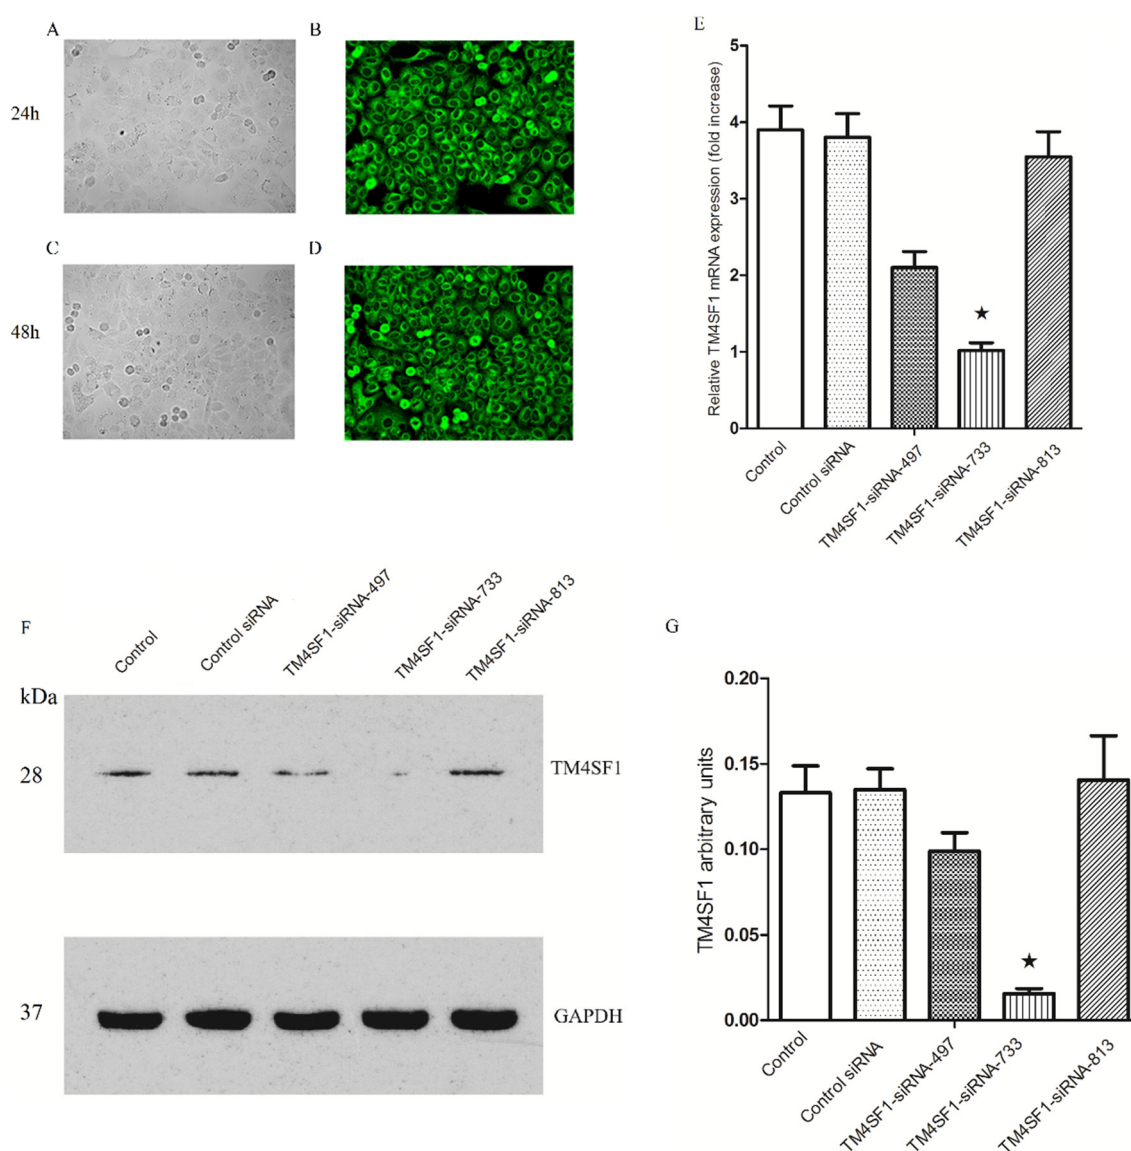 A
B
24h
C
D
48h
E
Relative TM4SF1 mRNA expression (fold increase)
5
4
3
2
1
0
★
Control
Control siRNA
TM4SF1-siRNA-497
TM4SF1-siRNA-733
TM4SF1-siRNA-813
F
Control
Control siRNA
TM4SF1-siRNA-497
TM4SF1-siRNA-733
TM4SF1-siRNA-813
kDa
28
TM4SF1
37
GAPDH
G
TM4SF1 arbitrary units
0.20
0.15
0.10
0.05
0.00
★
Control
Control siRNA
TM4SF1-siRNA-497
TM4SF1-siRNA-733
TM4SF1-siRNA-813